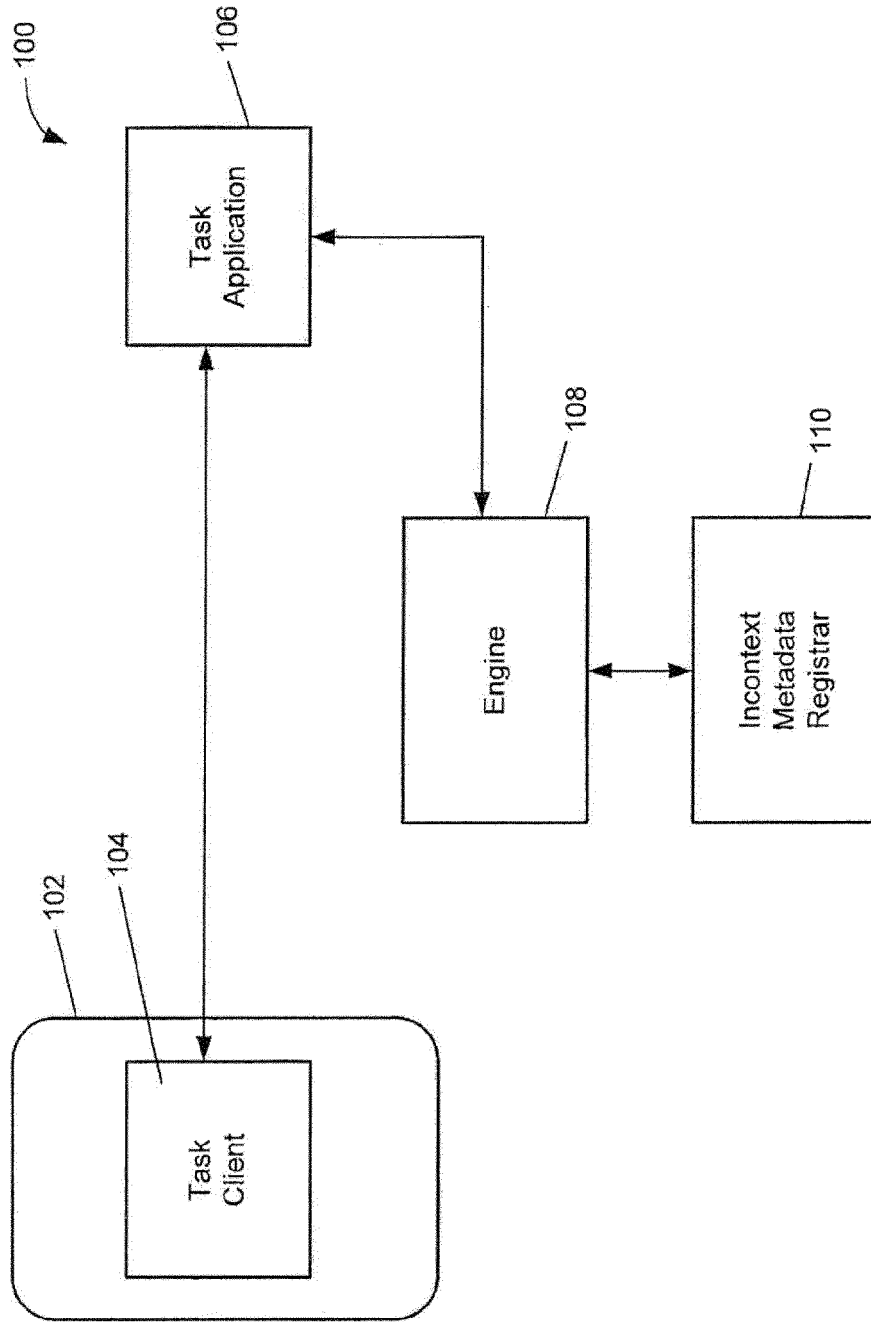 100
102
104
Task
Client
106
Task
Application
108
Engine
110
Incontext
Metadata
Registrar